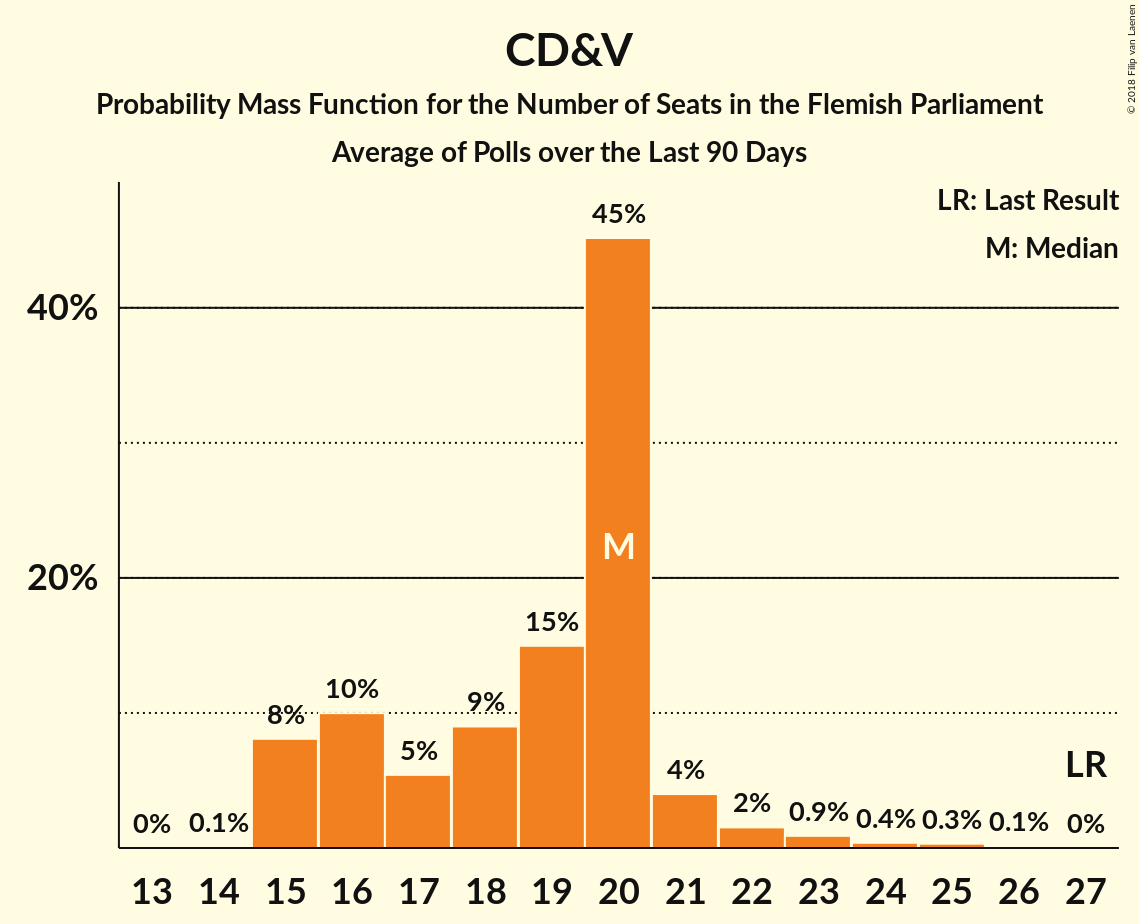 CD&V
Probability Mass Function for the Number of Seats in the Flemish Parliament
Average of Polls over the Last 90 Days
© 2018 Filip van Laenen
LR: Last Result
M: Median
45%
40%
M
20%
15%
10%
8%
9%
5%
4%
LR
2%
0%
0.1%
0.9%
0.4%
0.3%
0.1%
0%
13 14 15 16 17 18 19 20 21 22 23 24 25 26 27